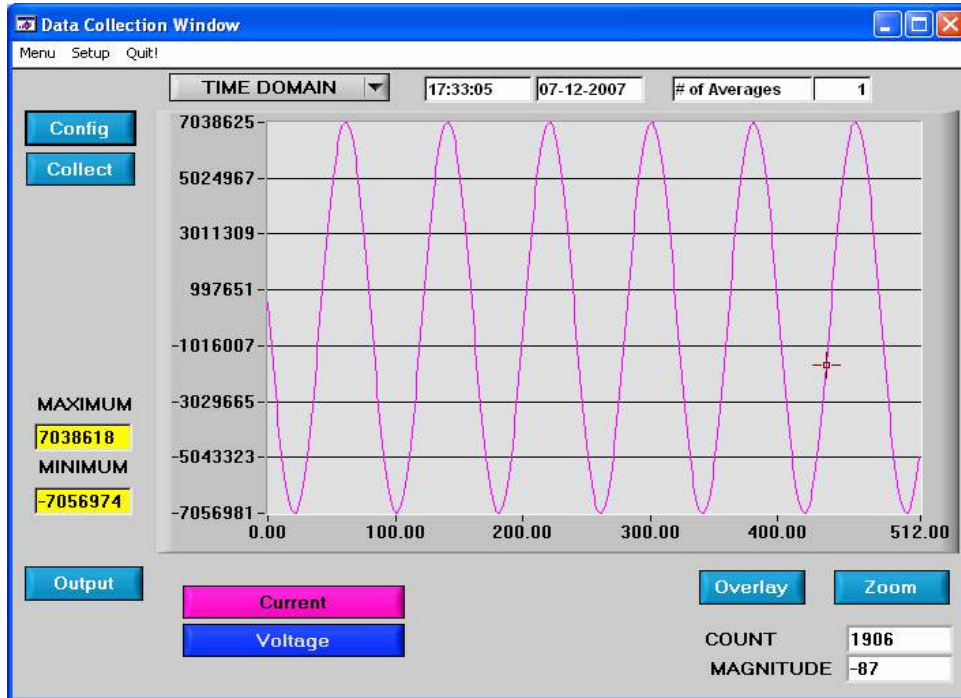 Data Collection Window
Menu Setup Quit!
TIME DOMAIN 17:33:05 07-12-2007 # of Averages 1
Config
Collect
7038625
5024967
3011309
997651
-1016007
-3029665
-5043323
-7056981
0.00 100.00 200.00 300.00 400.00 512.00
MAXIMUM
7038618
MINIMUM
-7056974
Output
Current
Voltage
Overlay Zoom
COUNT 1906
MAGNITUDE -87